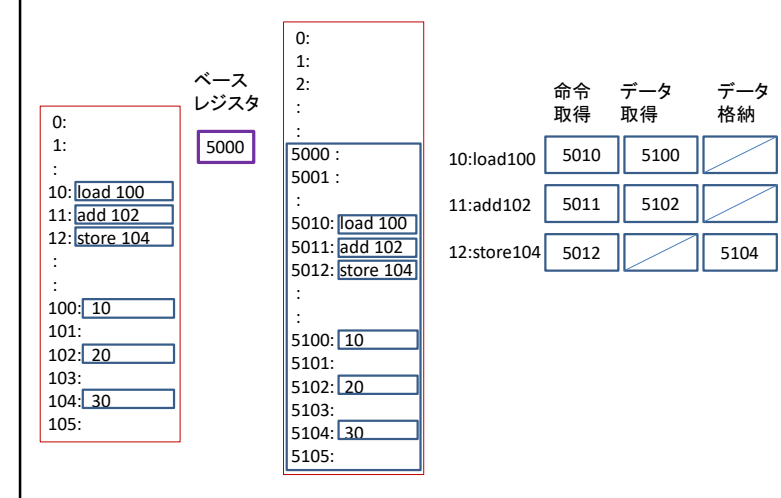 0:
1:
:
10: load 100
11: add 102
12: store 104
:
:
100: 10
101:
102: 20
103:
104: 30
105:
ベース
レジスタ
5000
0:
1:
2:
:
:
5000 :
5001 :
:
5010: load 100
5011: add 102
5012: store 104
:
:
5100: 10
5101:
5102: 20
5103:
5104: 30
5105:
命令 データ データ
取得 取得 格納
10:load100 5010 5100
11:add102 5011 5102
12:store104 5012 5104